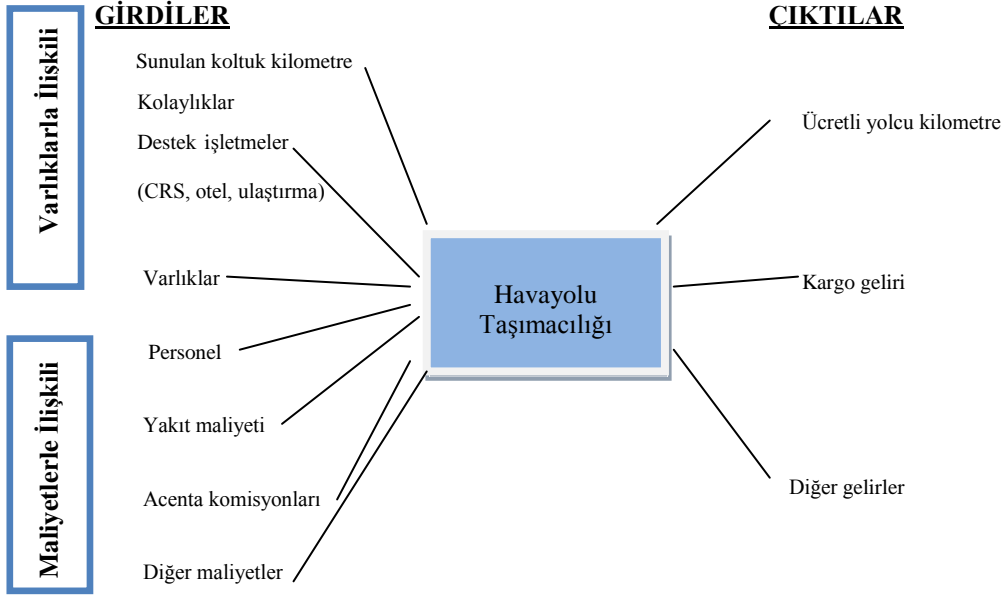 GİRDİLER
ÇIKTILAR
Varlıklarla İlişkili
Sunulan koltuk kilometre
Kolaylıklar
Destek işletmeler
(CRS, otel, ulaştırma)
Varlıklar
Maliyetlerle İlişkili
Personel
Yakıt maliyeti
Acenta komisyonları
Diğer maliyetler
Havayolu
Taşımacılığı
Ücretli yolcu kilometre
Kargo geliri
Diğer gelirler